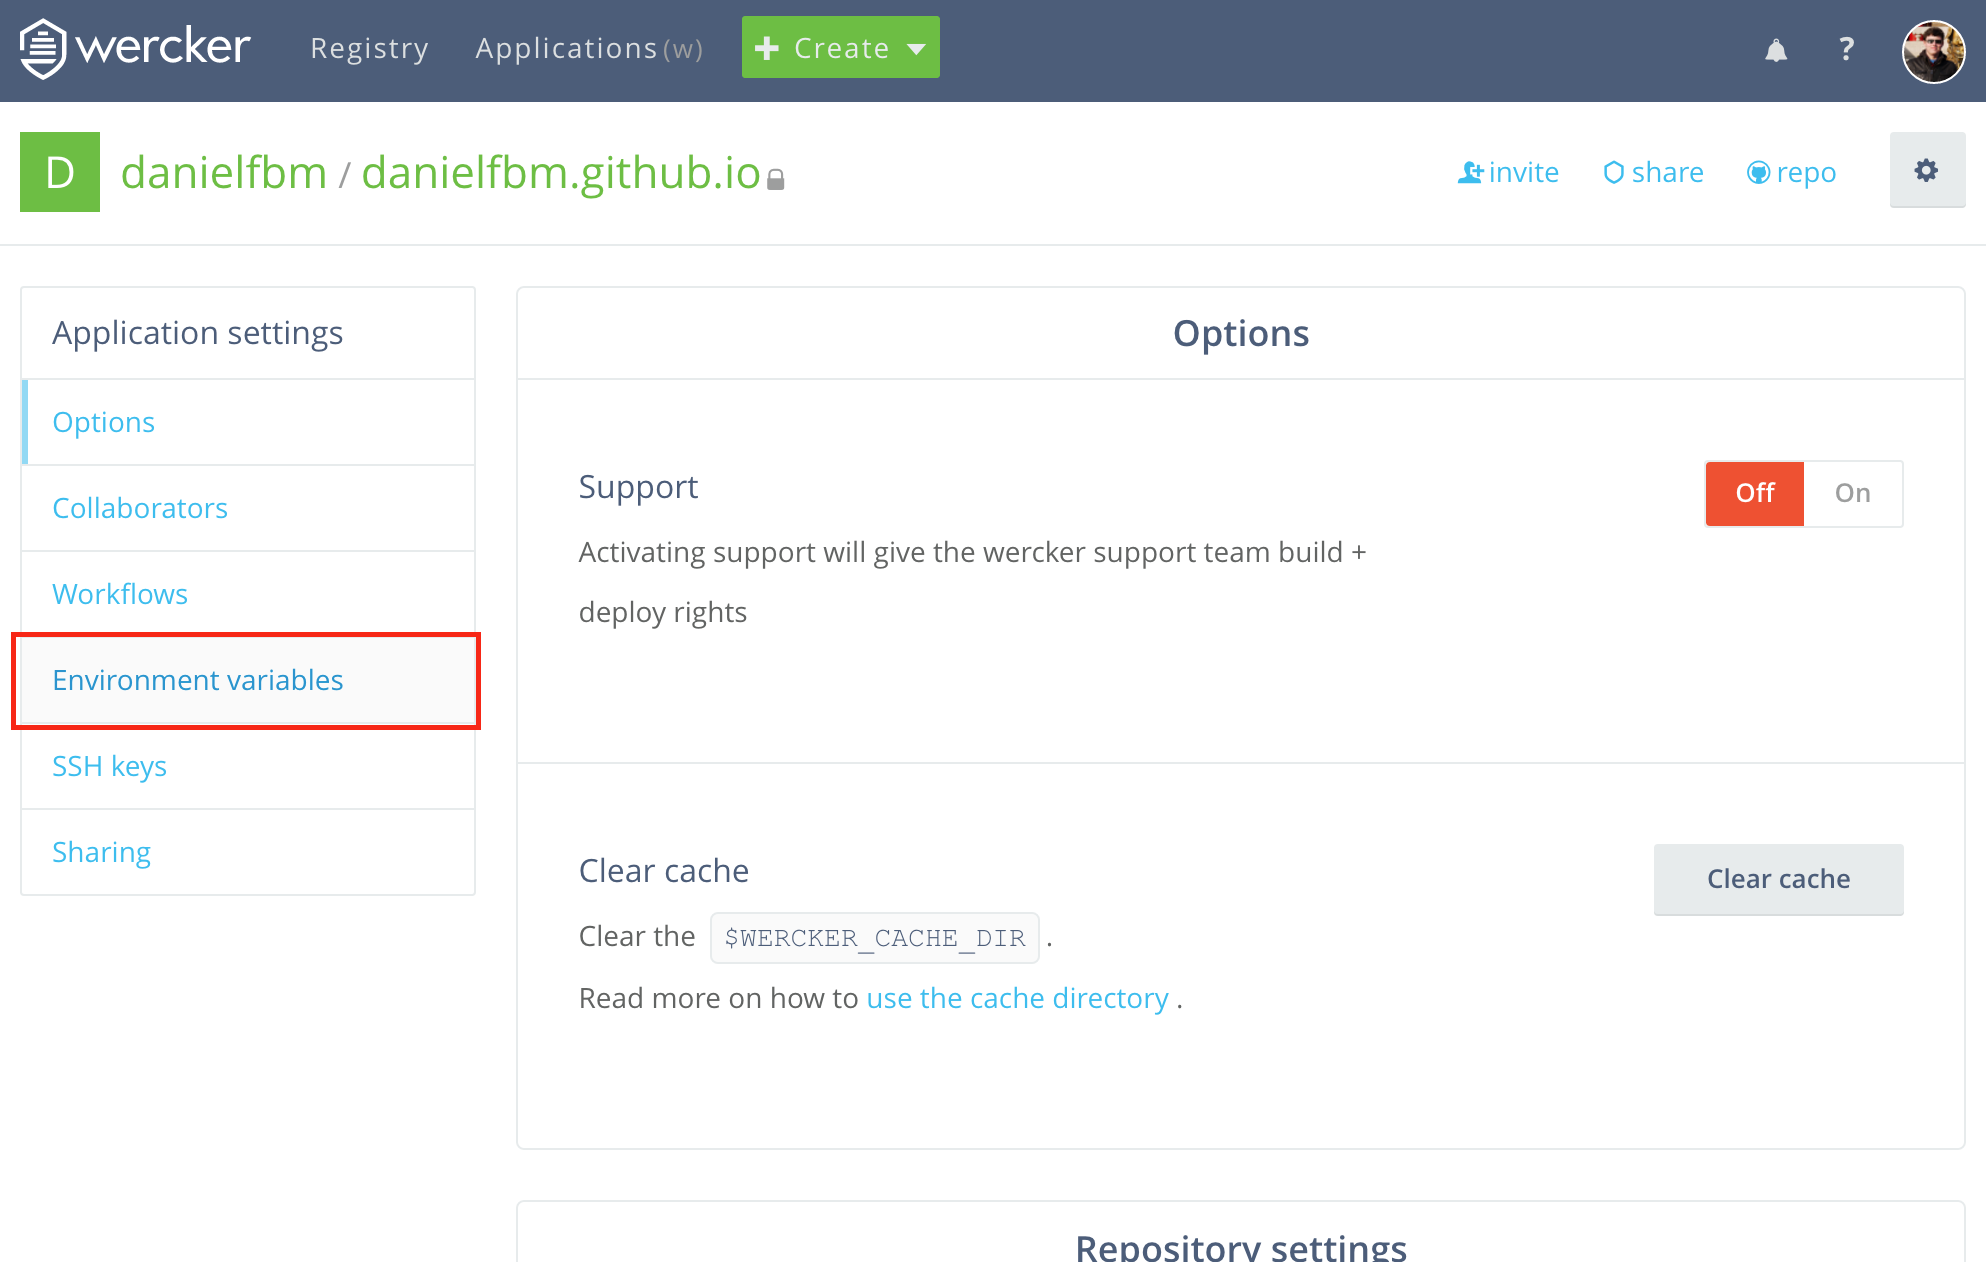 wercker Registry Applications(w) Create ?
D danielfbm / danielfbm.github.io invite share repo
Application settings
Options
Collaborators
Workflows
Environment variables
SSH keys
Sharing
Options
Support
Off On
Activating support will give the wercker support team build +
deploy rights
Clear cache
Clear cache
Clear the $WERCKER_CACHE_DIR .
Read more on how to use the cache directory .
Repository settings